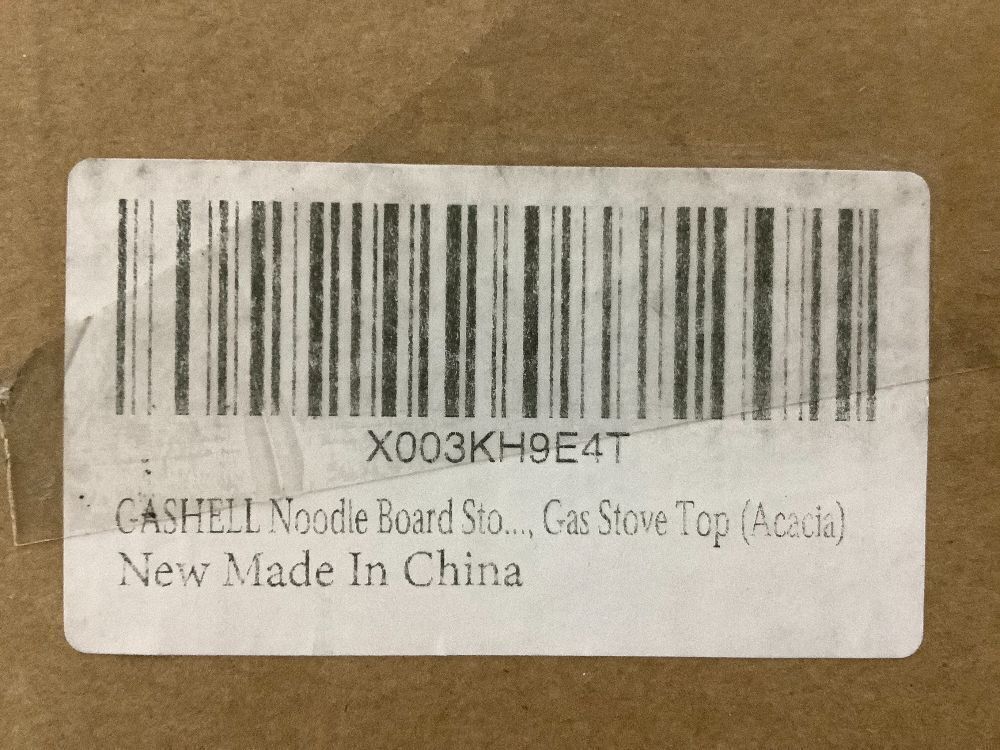 X003KH9E4T
GASHELL Noodle Board Sto..., Gas Stove Top (Acacia)
New Made In China